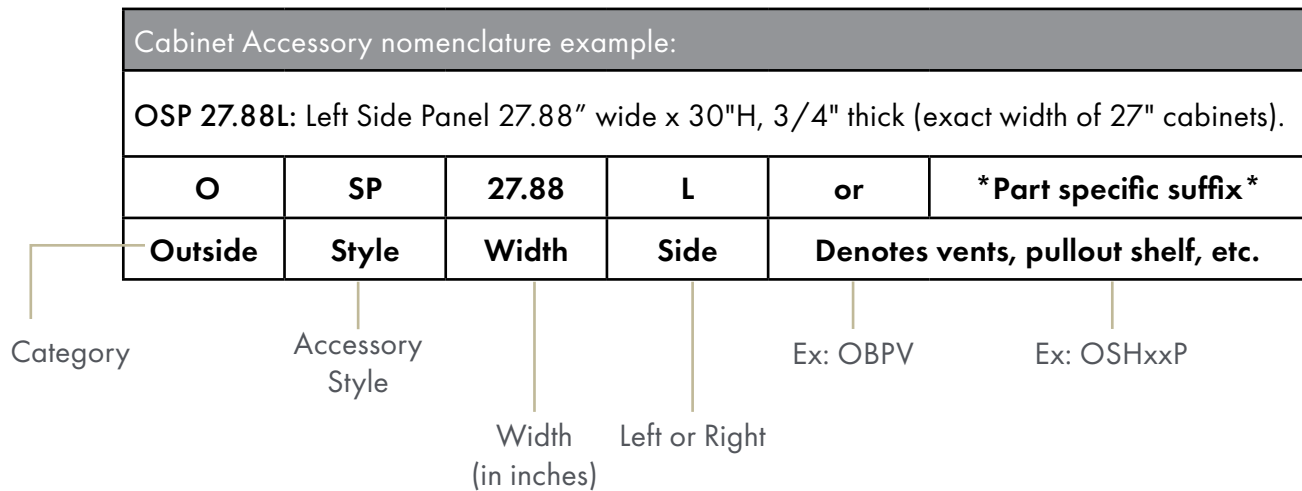 Cabinet Accessory nomenclature example:
OSP 27.88L: Left Side Panel 27.88” wide x 30"H, 3/4" thick (exact width of 27" cabinets).
O SP 27.88 L or *Part specific suffix*
Outside Style Width Side Denotes vents, pullout shelf, etc.
Category Accessory Ex: OBPV Ex: OSHxxP
Style
Width Left or Right
(in inches)